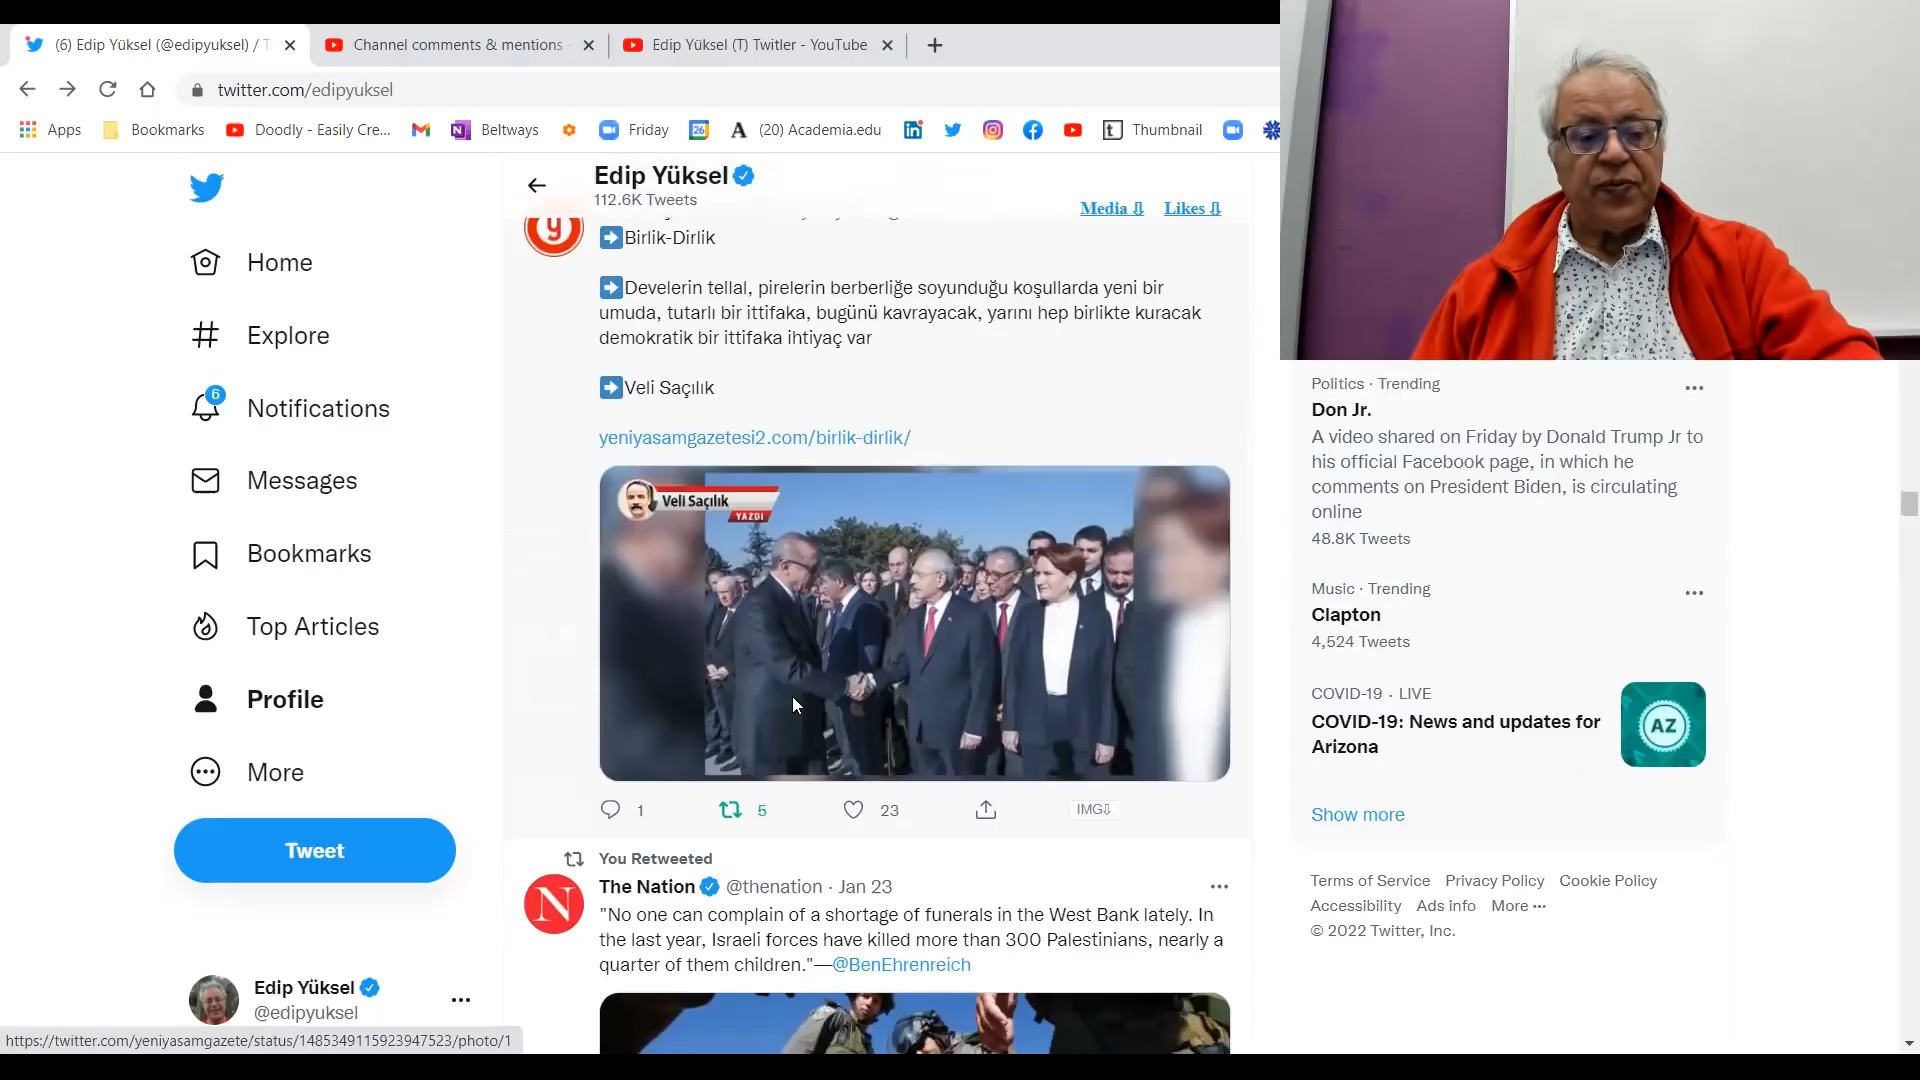 (6) Edip Yüksel (@edipyuksel) / T
Channel comments & mentions
Edip Yüksel (T) Twitler - YouTube
twitter.com/edipyuksel
Apps
Bookmarks
Doodly - Easily Cre...
Beltways
Friday
26
(20) Academia.edu
Thumbnail
Edip Yüksel
112.6K Tweets
Media ⇩
Likes ⇩
Home
Explore
6
Notifications
Messages
Bookmarks
Top Articles
Profile
More
Tweet
Edip Yüksel
@edipyuksel
y
➡Birlik-Dirlik
➡Develerin tellal, pirelerin berberliğe soyunduğu koşullarda yeni bir
umuda, tutarlı bir ittifaka, bugünü kavrayacak, yarını hep birlikte kuracak
demokratik bir ittifaka ihtiyaç var
➡Veli Saçılık
yeniyasamgazetesi2.com/birlik-dirlik/
Veli Saçılık
YAZDI
1
5
23
IMG⇩
You Retweeted
N
The Nation @thenation · Jan 23
"No one can complain of a shortage of funerals in the West Bank lately. In
the last year, Israeli forces have killed more than 300 Palestinians, nearly a
quarter of them children."—@BenEhrenreich
Politics · Trending
Don Jr.
A video shared on Friday by Donald Trump Jr to
his official Facebook page, in which he
comments on President Biden, is circulating
online
48.8K Tweets
Music · Trending
Clapton
4,524 Tweets
COVID-19 · LIVE
COVID-19: News and updates for
Arizona
AZ
Show more
Terms of Service Privacy Policy Cookie Policy
Accessibility Ads info More ···
© 2022 Twitter, Inc.
https://twitter.com/yeniyasamgazete/status/1485349115923947523/photo/1